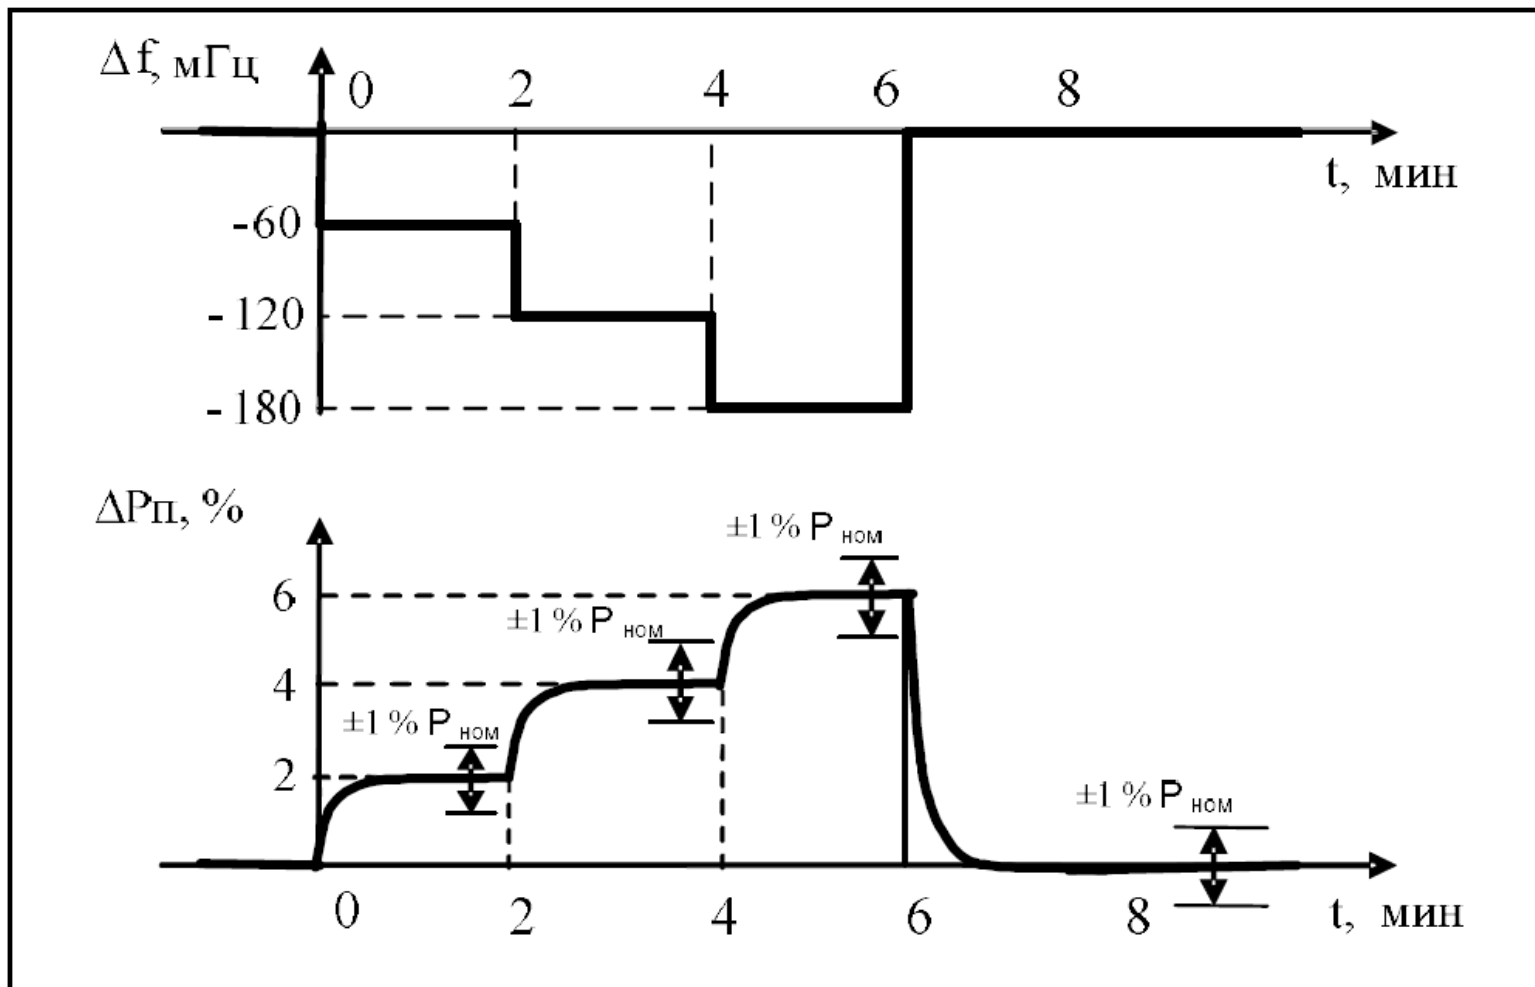 Δf, мГц
0 2 4 6 8
t, мин
-60
-120
-180
ΔPп, %
±1 % P ном
6
±1 % P ном
4
±1 % P ном
2
±1 % P ном
0 2 4 6 8
t, мин